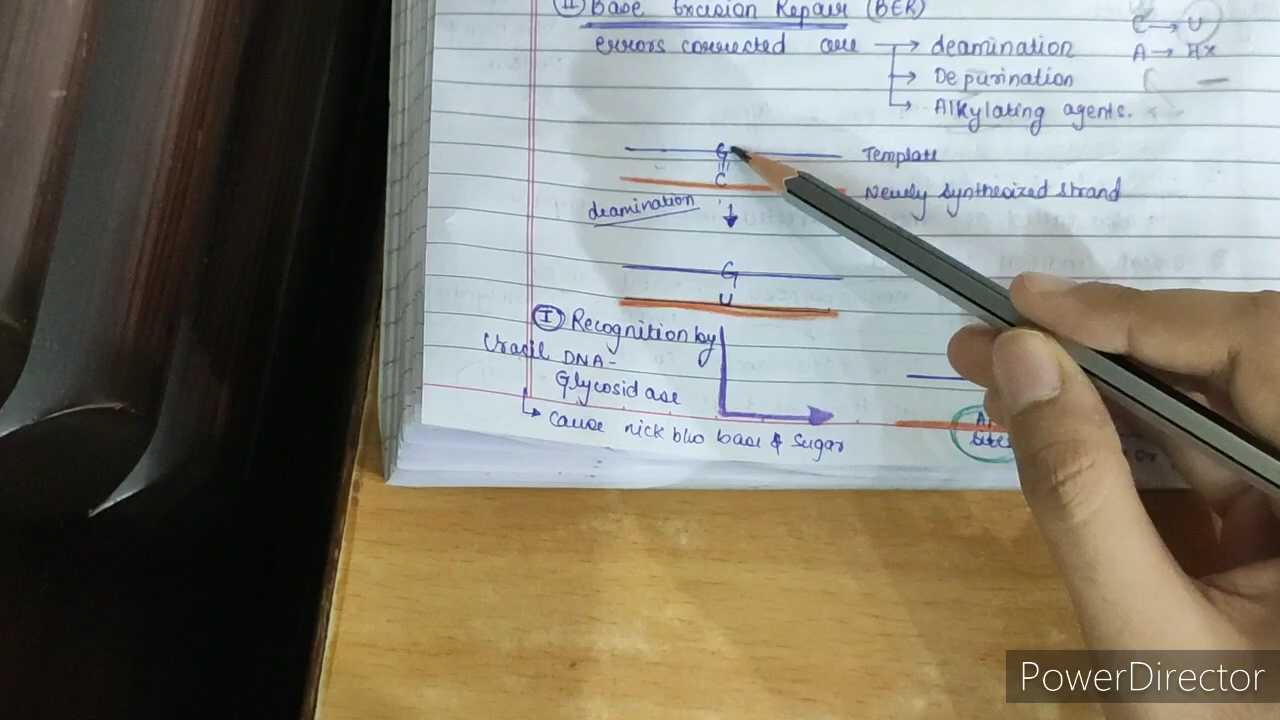 II Base Excision Repair (BER)
C → U
errors corrected are → deamination
A → HX
→ Depurination
→ Alkylating agents.
G Template
C Newly synthesized strand
deamination
G
U
I Recognition by
Uracil DNA-
Glycosidase
→ cause nick b/w base & sugar
PowerDirector